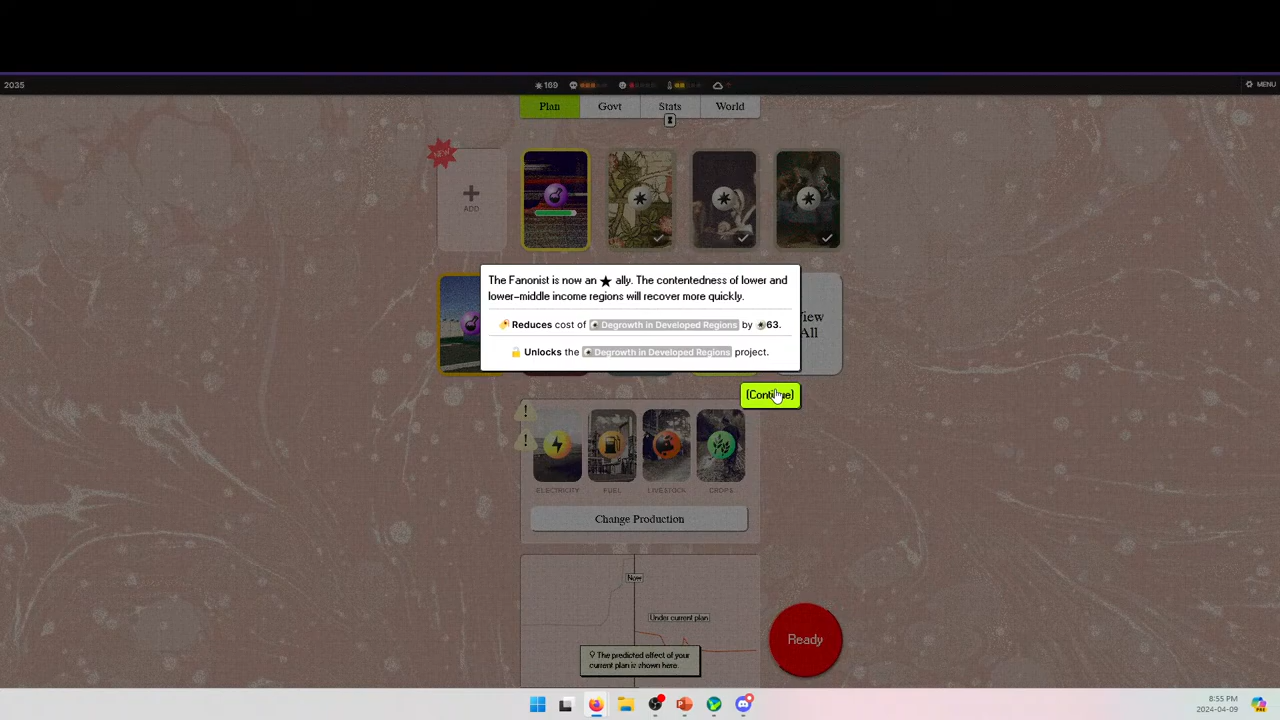 2035
169
MENU
Plan
Govt
Stats
World
NEW
ADD
The Fanonist is now an ally. The contentedness of lower and
lower-middle income regions will recover more quickly.
Reduces cost of Degrowth in Developed Regions by 63.
Unlocks the Degrowth in Developed Regions project.
View
All
(Continue)
!
!
ELECTRICITY
FUEL
LIVESTOCK
CROPS
Change Production
Now
Under current plan
The predicted effect of your
current plan is shown here.
Ready
8:55 PM
2024-04-09